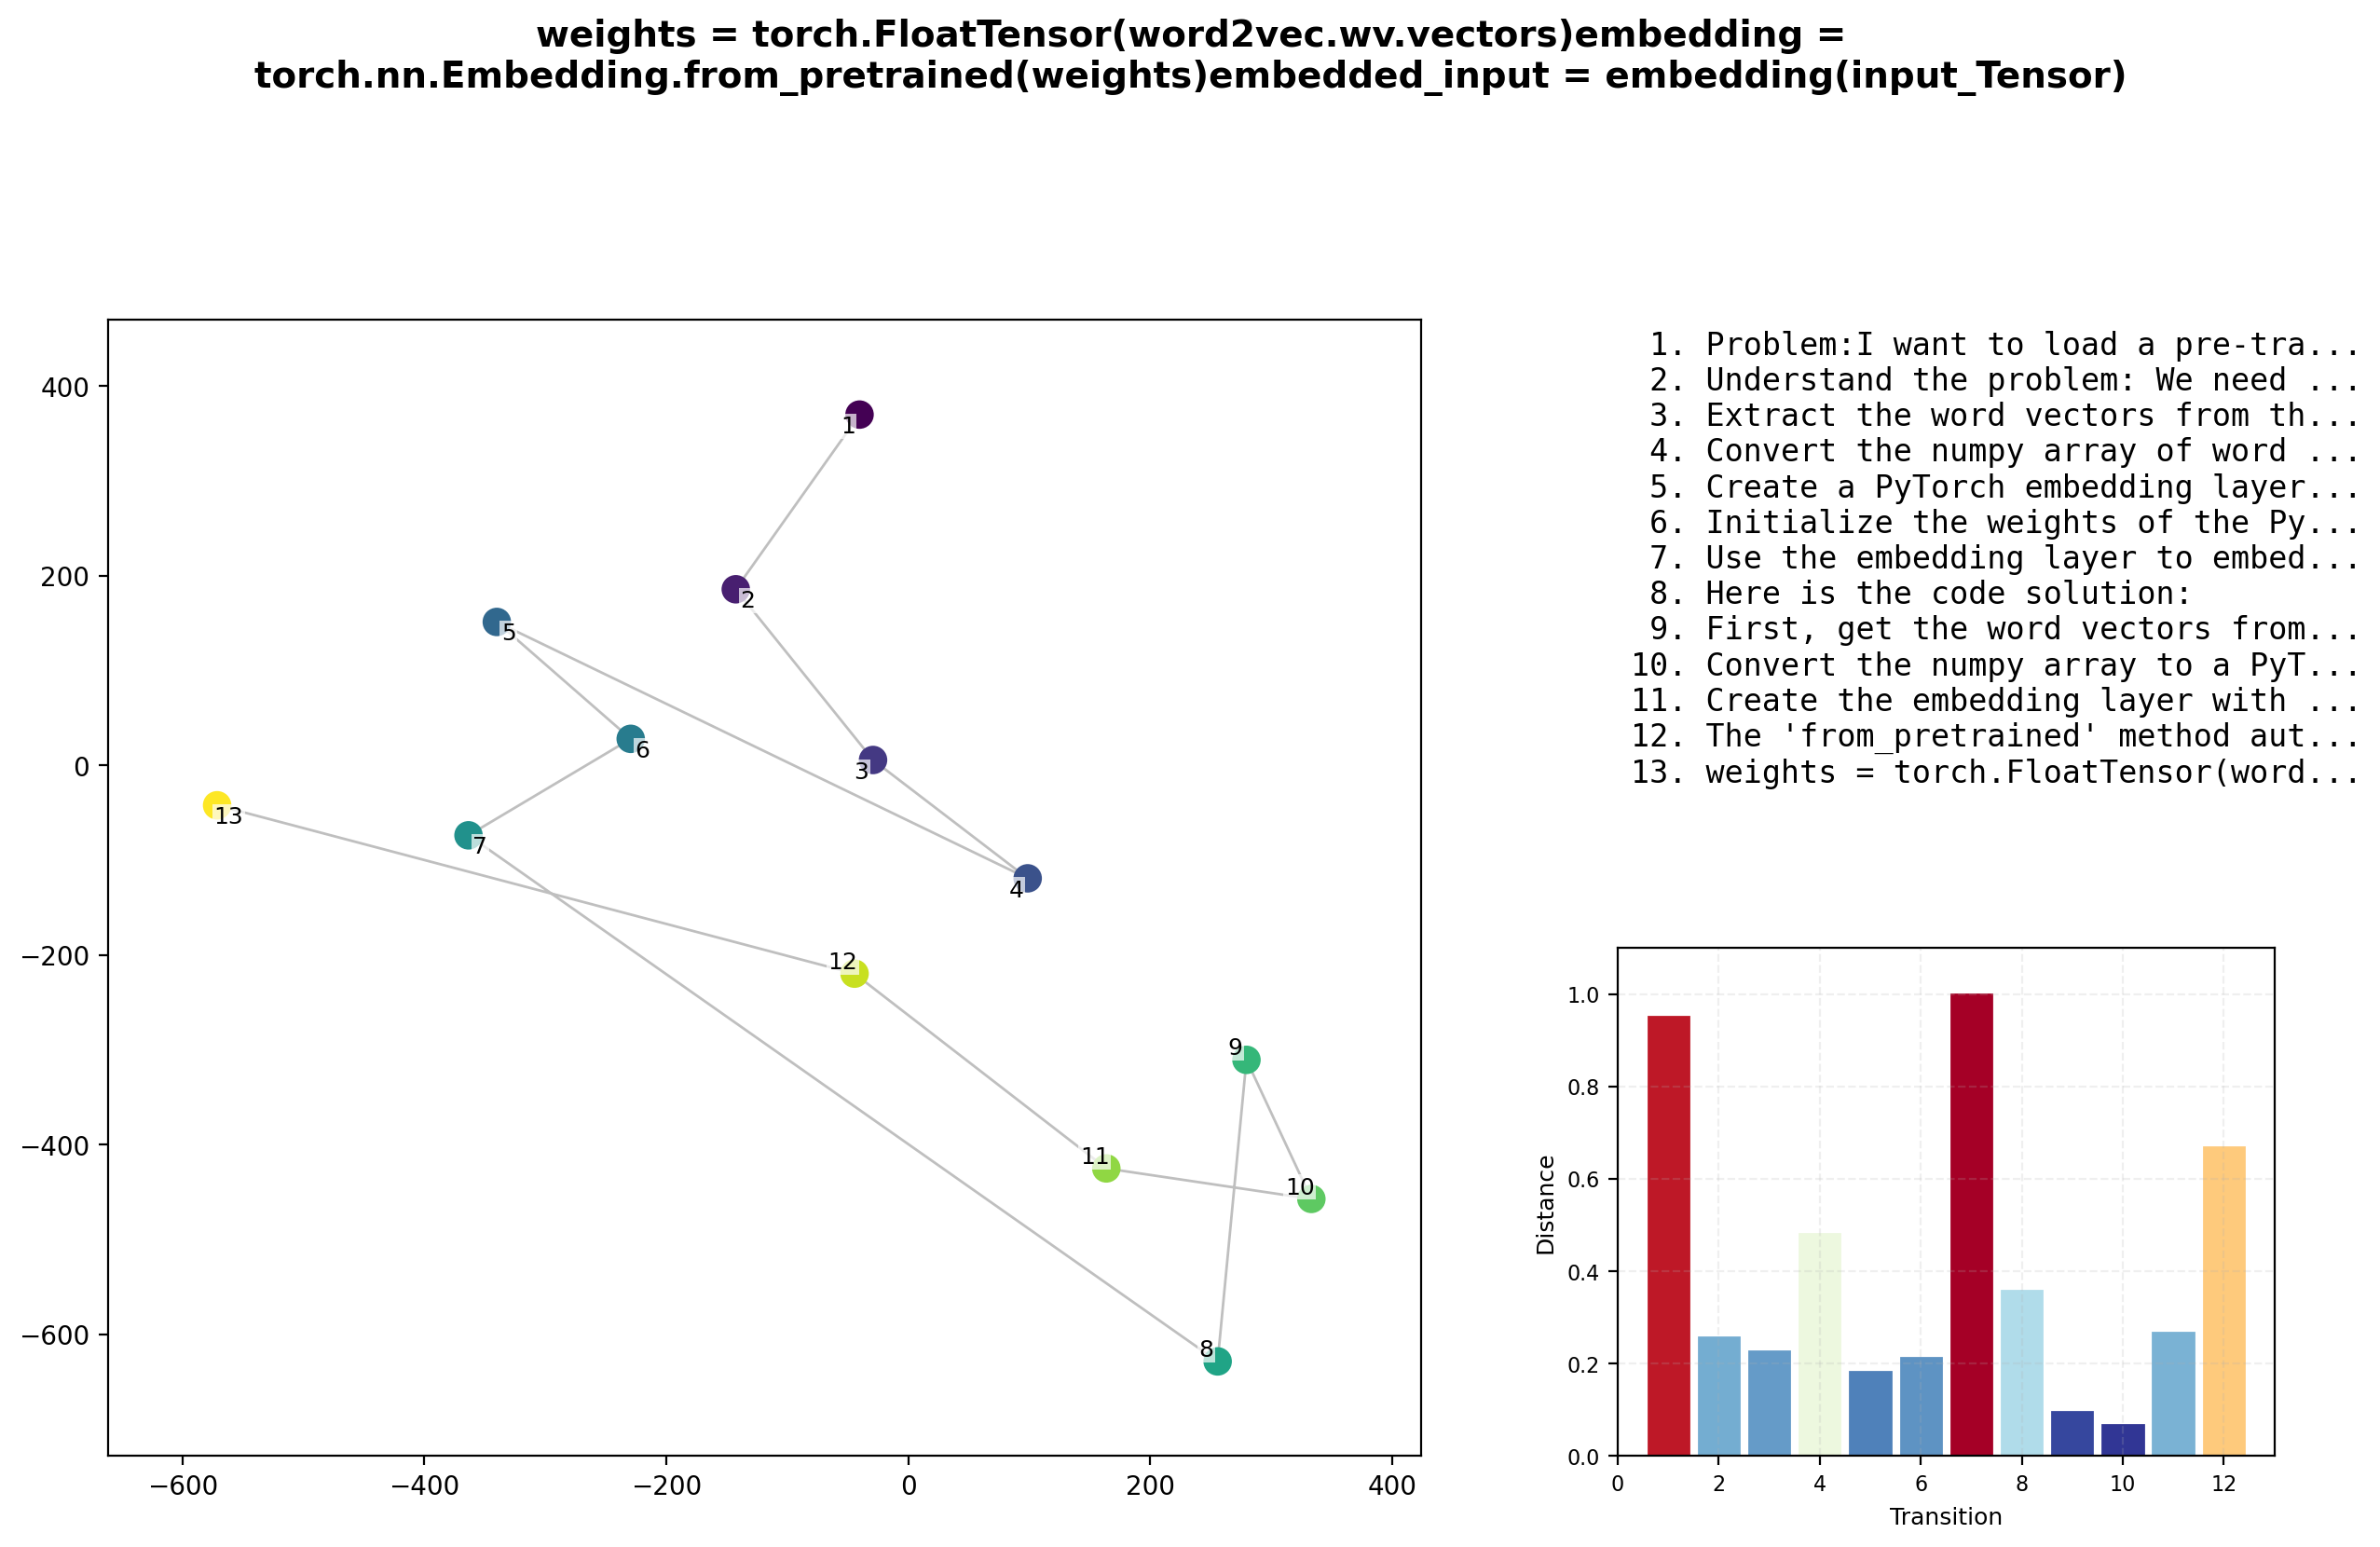 weights = torch.FloatTensor(word2vec.wv.vectors)embedding =
torch.nn.Embedding.from_pretrained(weights)embedded_input = embedding(input_Tensor)
400
200
0
−200
−400
−600
−600
−400
−200
0
200
400
1
2
3
4
5
6
7
8
9
10
11
12
13
1. Problem:I want to load a pre-tra...
2. Understand the problem: We need ...
3. Extract the word vectors from th...
4. Convert the numpy array of word ...
5. Create a PyTorch embedding layer...
6. Initialize the weights of the Py...
7. Use the embedding layer to embed...
8. Here is the code solution:
9. First, get the word vectors from...
10. Convert the numpy array to a PyT...
11. Create the embedding layer with ...
12. The 'from_pretrained' method aut...
13. weights = torch.FloatTensor(word...
Distance
1.0
0.8
0.6
0.4
0.2
0.0
0
2
4
6
8
10
12
Transition